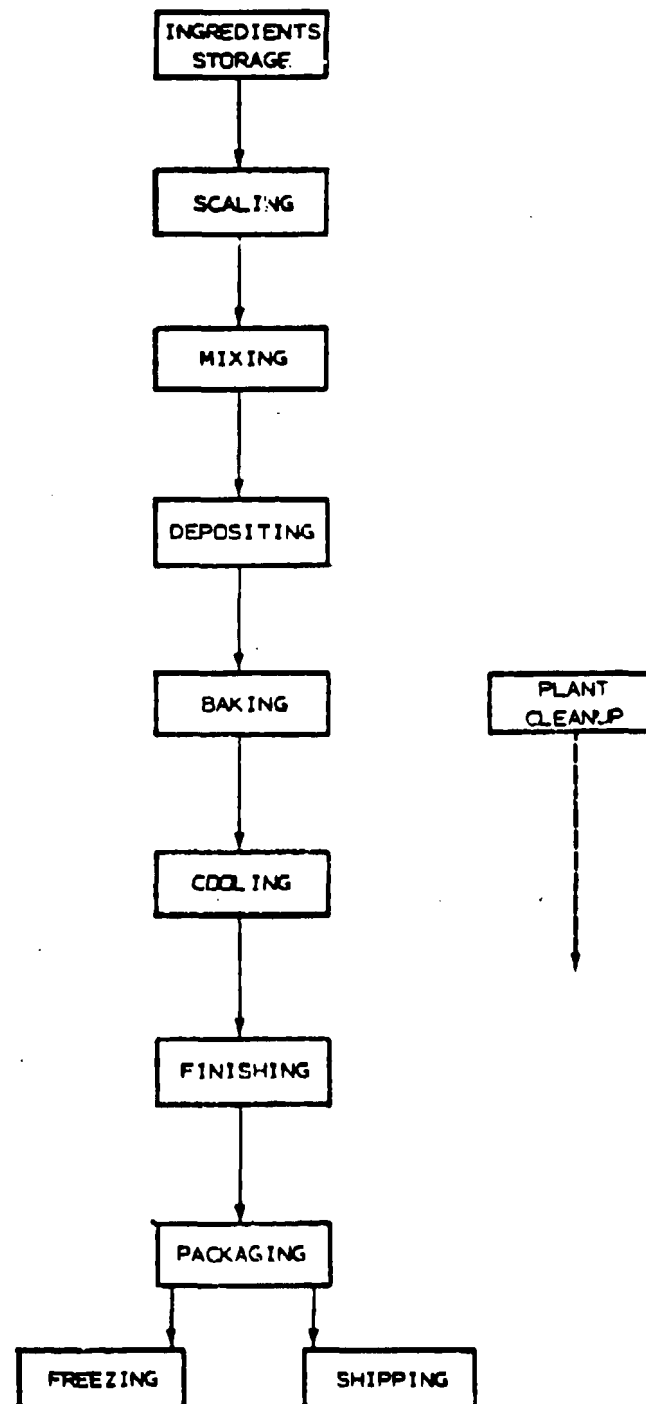 INGREDIENTS
STORAGE
SCALING
MIXING
DEPOSITING
BAKING
PLANT
CLEANUP
COOLING
FINISHING
PACKAGING
FREEZING
SHIPPING